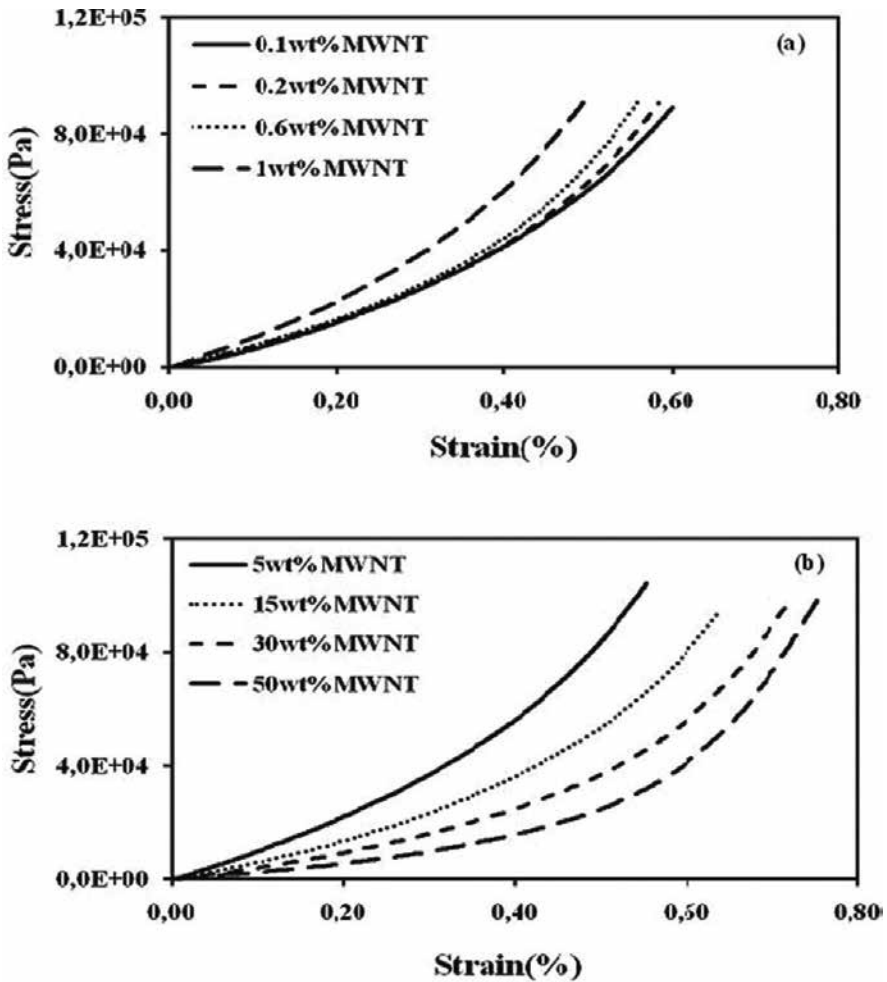 1,2E+05
(a)
0.1wt%MWNT
0.2wt%MWNT
8,0E+04
0.6wt%MWNT
1wt%MWNT
Stress(Pa)
4,0E+04
0,0E+00
0,00 0,20 0,40 0,60 0,80
Strain(%)
1,2E+05
5wt%MWNT (b)
15wt%MWNT
8,0E+04
30wt%MWNT
50wt%MWNT
Stress(Pa)
4,0E+04
0,0E+00
0,00 0,20 0,40 0,60 0,80
Strain(%)